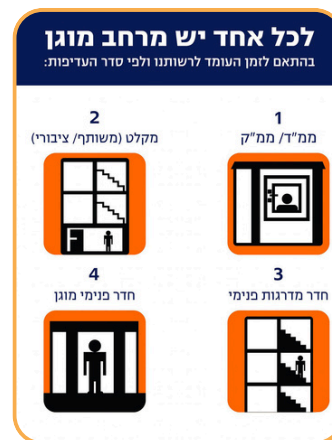 לכל אחד יש מרחב מוגן
בהתאם לזמן העומד לרשותנו ולפי סדר העדיפות:
1
ממ"ד/ ממ"ק
2
מקלט (משותף/ ציבורי)
3
חדר מדרגות פנימי
4
חדר פנימי מוגן